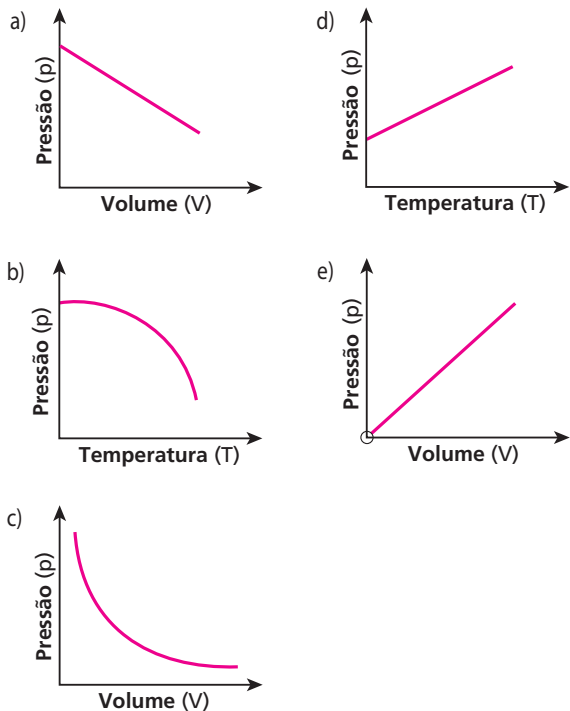 a)
Pressão (p)
Volume (V)
b)
Pressão (p)
Temperatura (T)
c)
Pressão (p)
Volume (V)
d)
Pressão (p)
Temperatura (T)
e)
Pressão (p)
Volume (V)